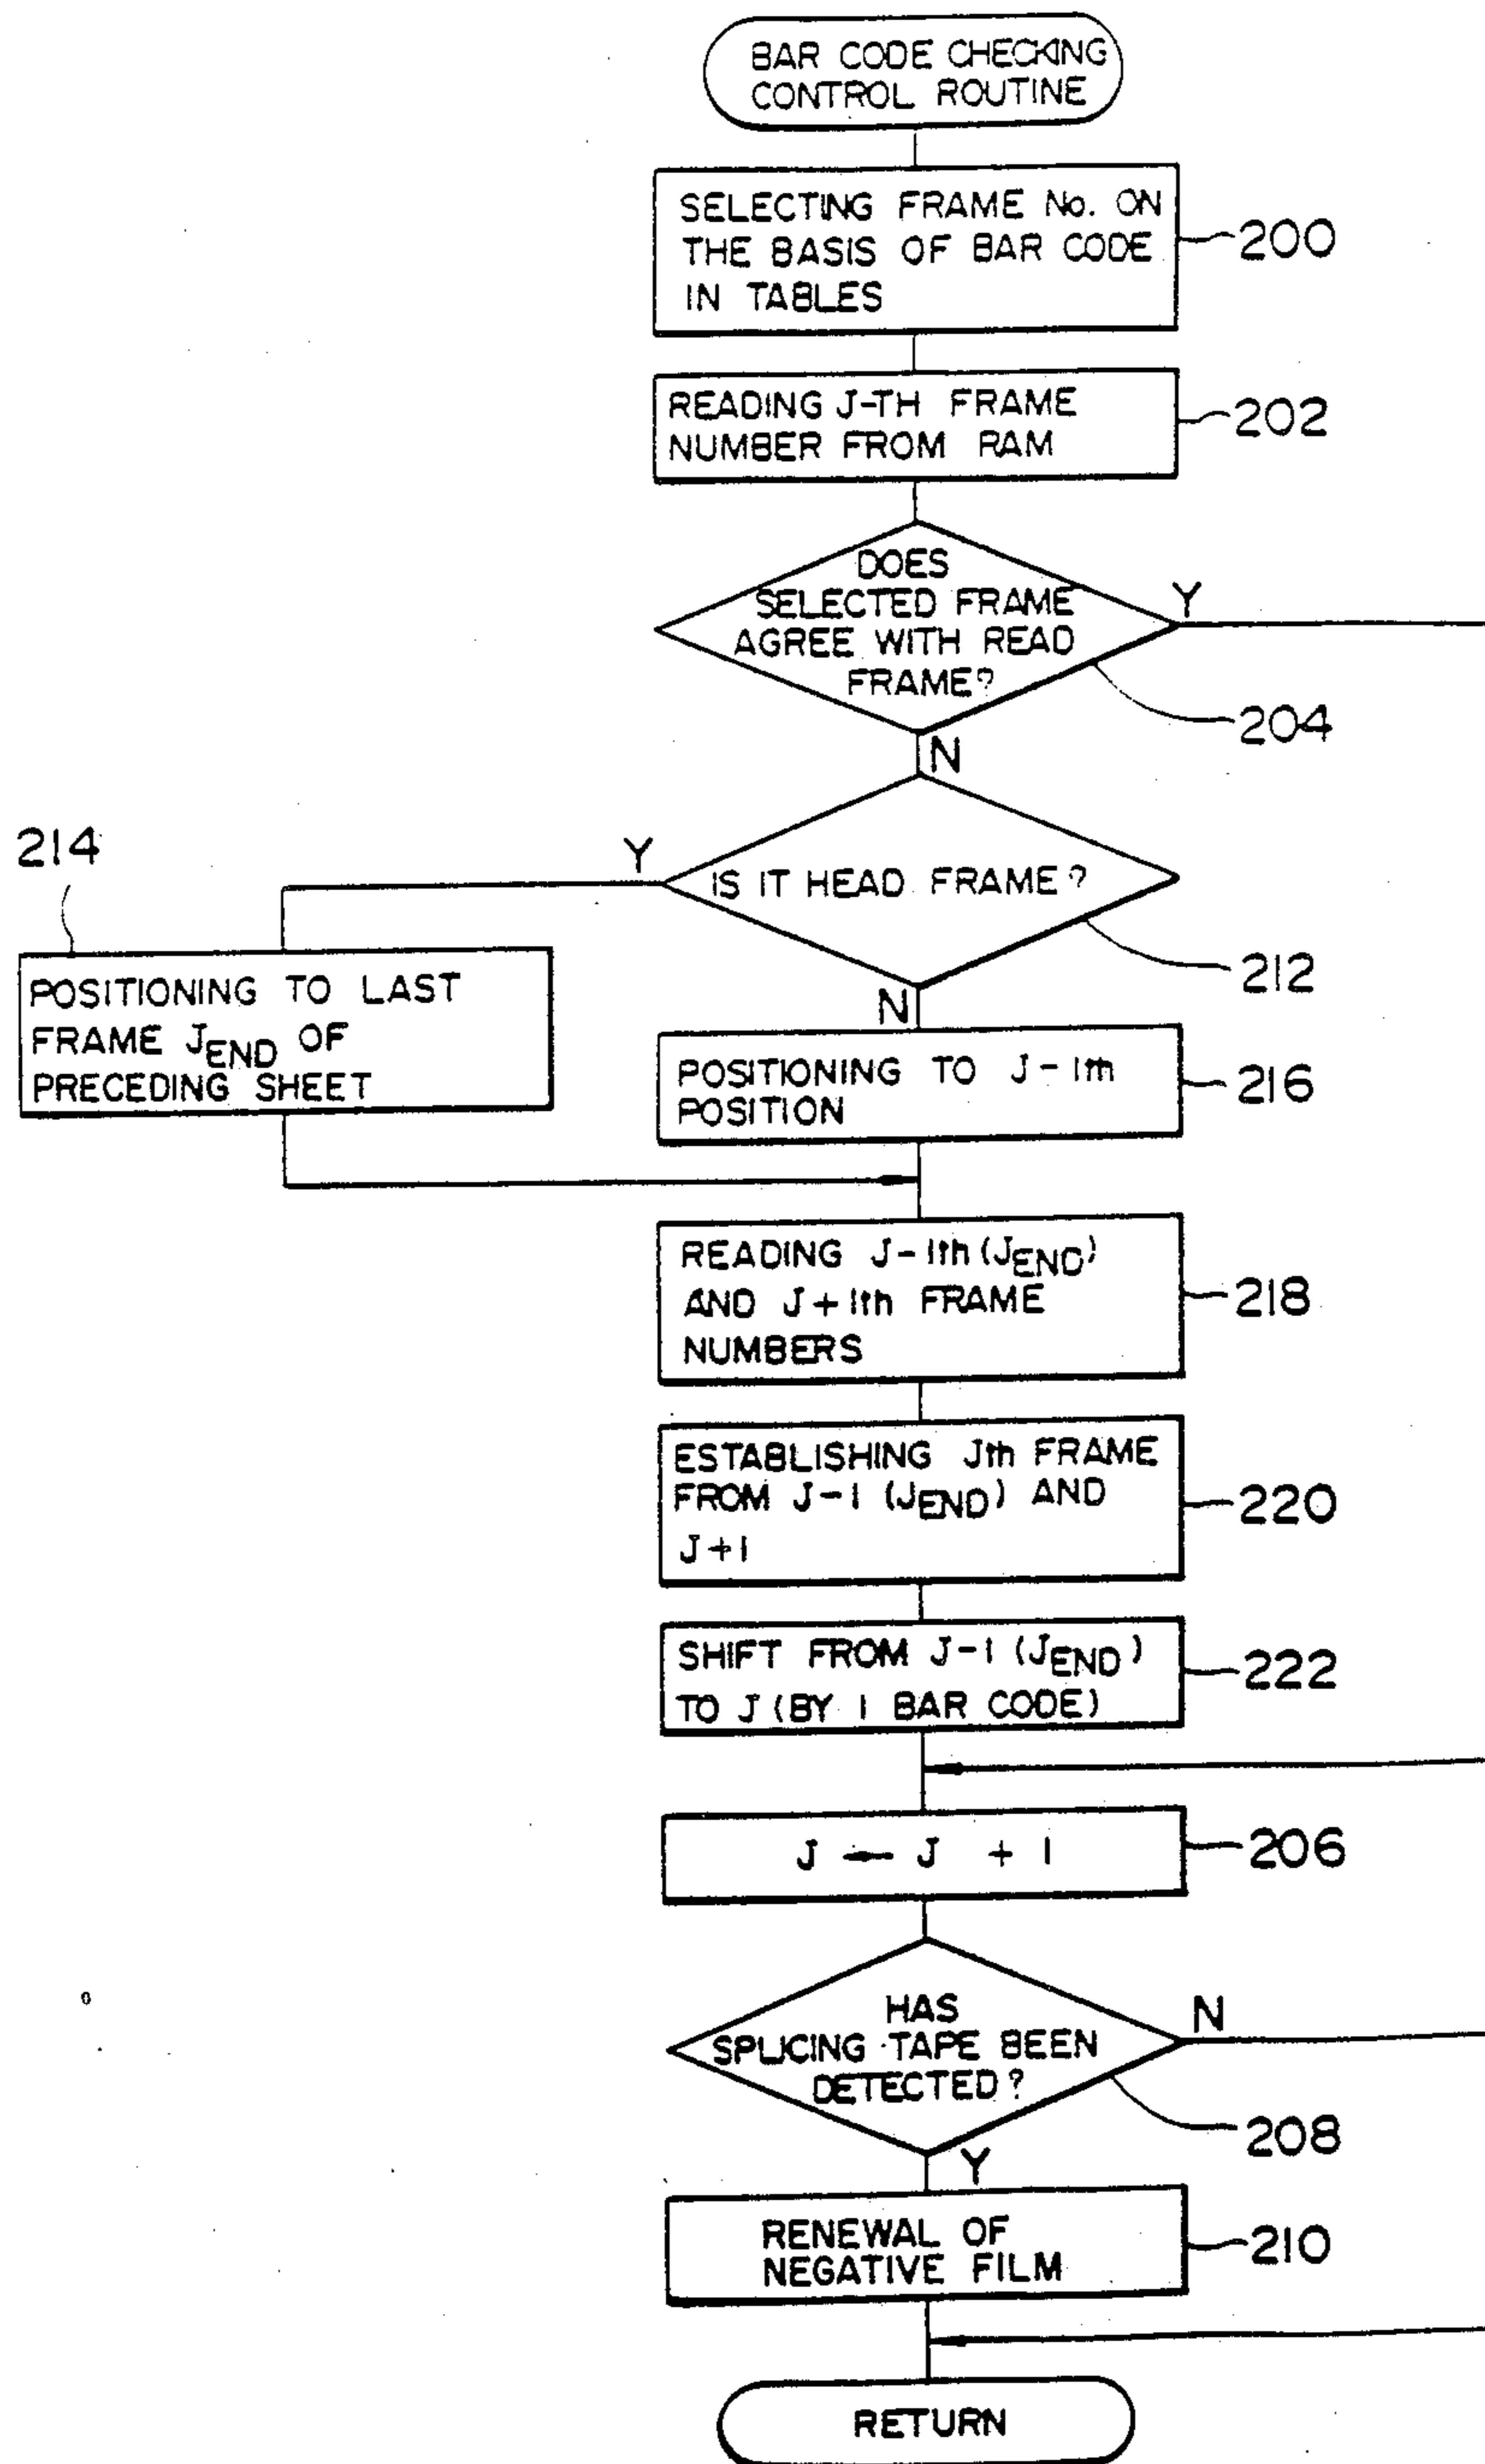 BAR CODE CHECKING
CONTROL ROUTINE
SELECTING FRAME No. ON
THE BASIS OF BAR CODE
IN TABLES
200
READING J-TH FRAME
NUMBER FROM RAM
202
DOES
SELECTED FRAME
AGREE WITH READ
FRAME?
Y
204
N
IS IT HEAD FRAME?
Y
212
N
214
POSITIONING TO LAST
FRAME JEND OF
PRECEDING SHEET
POSITIONING TO J-1th
POSITION
216
READING J-1th (JEND)
AND J+1th FRAME
NUMBERS
218
ESTABLISHING Jth FRAME
FROM J-1 (JEND) AND
J+1
220
SHIFT FROM J-1 (JEND)
TO J (BY 1 BAR CODE)
222
J ← J + 1
206
HAS
SPLICING TAPE BEEN
DETECTED?
N
208
Y
RENEWAL OF
NEGATIVE FILM
210
RETURN